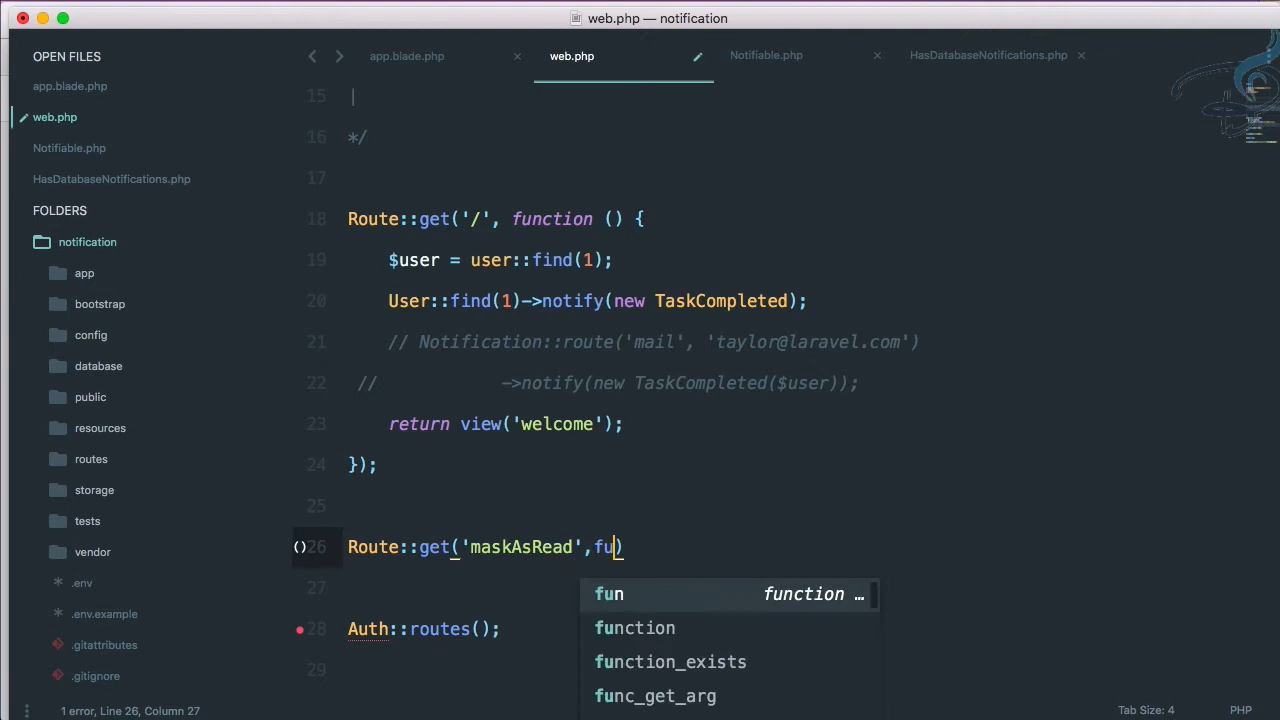 web.php — notification
OPEN FILES
app.blade.php
web.php
Notifiable.php
HasDatabaseNotifications.php
FOLDERS
notification
app
bootstrap
config
database
public
resources
routes
storage
tests
vendor
.env
.env.example
.gitattributes
.gitignore
app.blade.php ×
web.php
Notifiable.php ×
HasDatabaseNotifications.php ×
15 |
16 */
17
18 Route::get('/', function () {
19 $user = user::find(1);
20 User::find(1)->notify(new TaskCompleted);
21 // Notification::route('mail', 'taylor@laravel.com')
22 // ->notify(new TaskCompleted($user));
23 return view('welcome');
24 });
25
()26 Route::get('maskAsRead',fu)
27
28 Auth::routes();
29
fun function …
function
function_exists
func_get_arg
1 error, Line 26, Column 27
Tab Size: 4
PHP